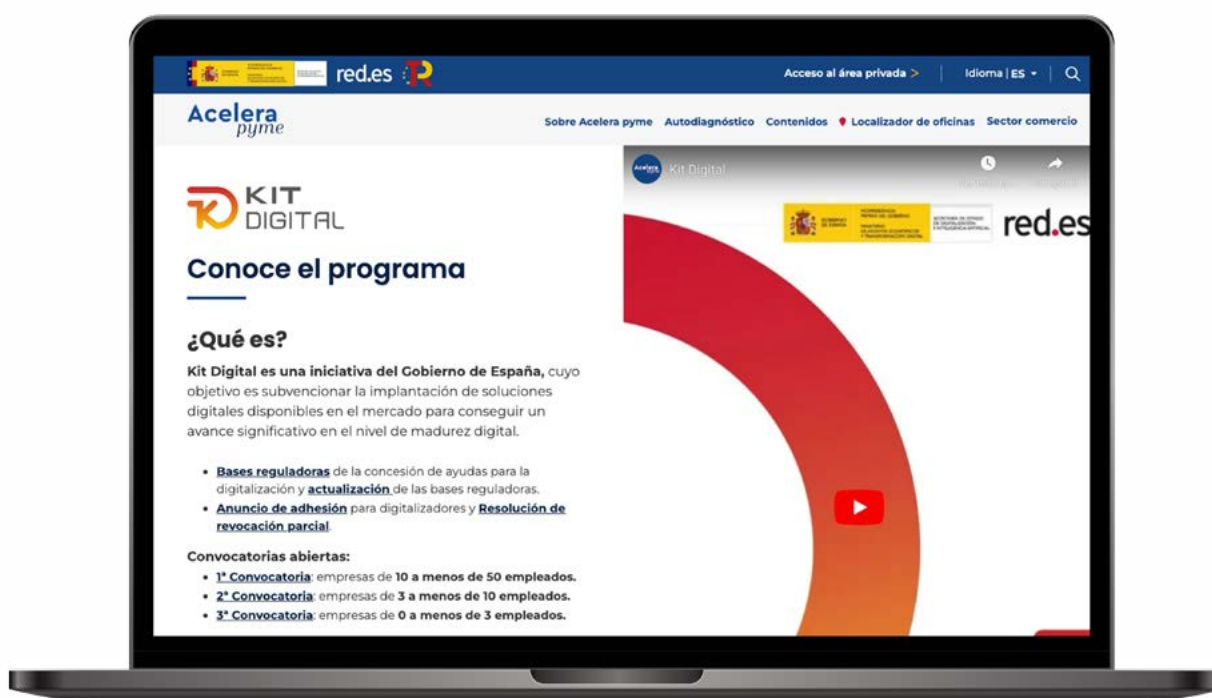 red.es
Acceso al área privada >
Idioma | ES
Acelera
pyme
Sobre Acelera pyme
Autodiagnóstico
Contenidos
Localizador de oficinas
Sector comercio
KIT
DIGITAL
Conoce el programa
¿Qué es?
Kit Digital es una iniciativa del Gobierno de España, cuyo
objetivo es subvencionar la implantación de soluciones
digitales disponibles en el mercado para conseguir un
avance significativo en el nivel de madurez digital.
• Bases reguladoras de la concesión de ayudas para la
digitalización y actualización de las bases reguladoras.
• Anuncio de adhesión para digitalizadores y Resolución de
revocación parcial.
Convocatorias abiertas:
• 1ª Convocatoria: empresas de 10 a menos de 50 empleados.
• 2ª Convocatoria: empresas de 3 a menos de 10 empleados.
• 3ª Convocatoria: empresas de 0 a menos de 3 empleados.
Kit Digital
GOBIERNO
DE ESPAÑA
red.es